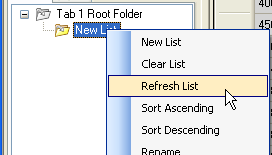 Tab 1 Root Folder
New List
New List
Clear List
Refresh List
Sort Ascending
Sort Descending
Rename